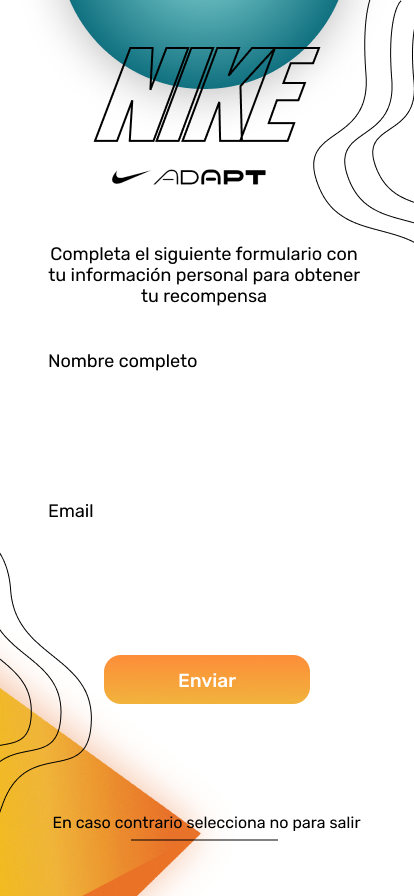 NIKE
ADAPT
Completa el siguiente formulario con
tu información personal para obtener
tu recompensa
Nombre completo
Email
Enviar
En caso contrario selecciona no para salir